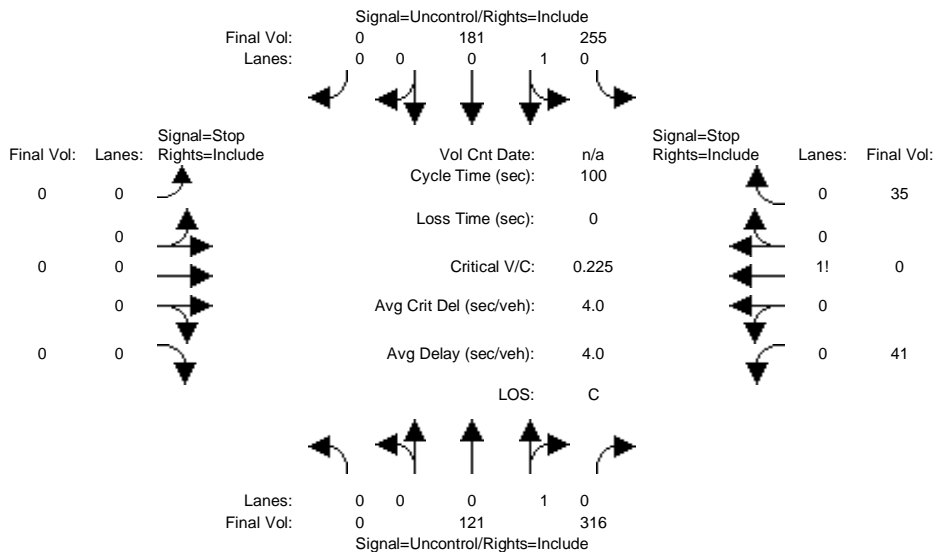 Signal=Uncontrol/Rights=Include
Final Vol: 0 181 255
Lanes: 0 0 0 1 0
Signal=Stop Signal=Stop
Final Vol: Lanes: Rights=Include Vol Cnt Date: n/a Rights=Include Lanes: Final Vol:
Cycle Time (sec): 100
0 0 0 35
Loss Time (sec): 0
0 0
0 0 Critical V/C: 0.225 1! 0
0 Avg Crit Del (sec/veh): 4.0 0
0 0 Avg Delay (sec/veh): 4.0 0 41
LOS: C
Lanes: 0 0 0 1 0
Final Vol: 0 121 316
Signal=Uncontrol/Rights=Include